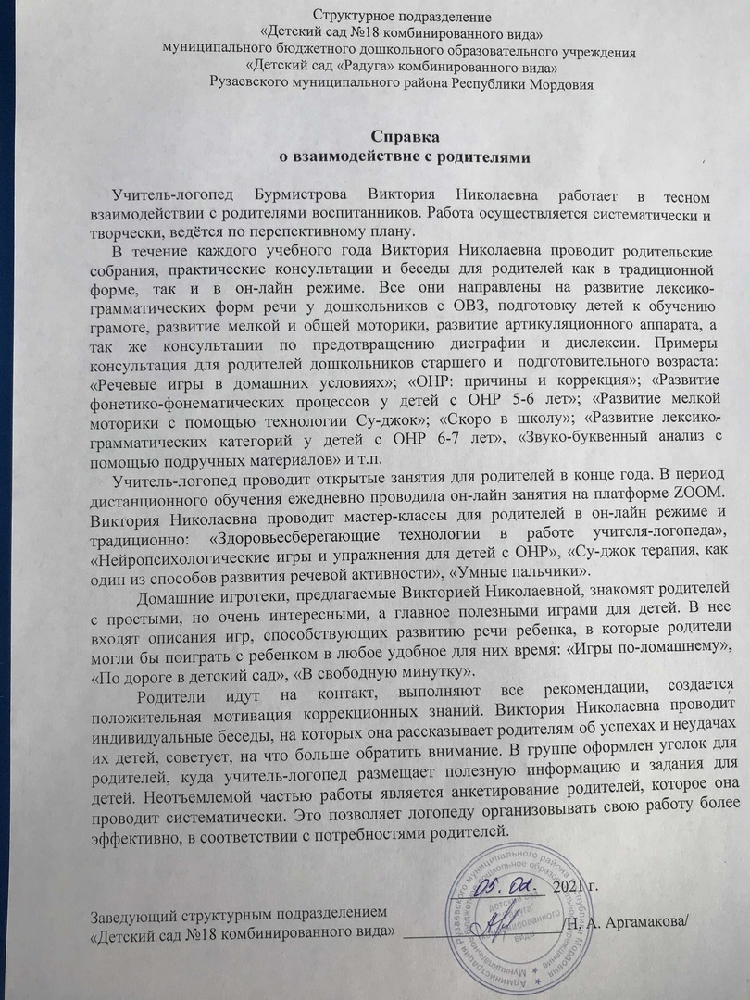 Структурное подразделение
«Детский сад №18 комбинированного вида»
муниципального бюджетного дошкольного образовательного учреждения
«Детский сад «Радуга» комбинированного вида»
Рузаевского муниципального района Республики Мордовия
Справка
о взаимодействие с родителями
Учитель-логопед Бурмистрова Виктория Николаевна работает в тесном
взаимодействии с родителями воспитанников. Работа осуществляется систематически и
творчески, ведётся по перспективному плану.
В течение каждого учебного года Виктория Николаевна проводит родительские
собрания, практические консультации и беседы для родителей как в традиционной
форме, так и в он-лайн режиме. Все они направлены на развитие лексико-
грамматических форм речи у дошкольников с ОВЗ, подготовку детей к обучению
грамоте, развитие мелкой и общей моторики, развитие артикуляционного аппарата, а
так же консультации по предотвращению дисграфии и дислексии. Примеры
консультация для родителей дошкольников старшего и подготовительного возраста:
«Речевые игры в домашних условиях»; «ОНР: причины и коррекция»; «Развитие
фонетико-фонематических процессов у детей с ОНР 5-6 лет»; «Развитие мелкой
моторики с помощью технологии Су-джок»; «Скоро в школу»; «Развитие лексико-
грамматических категорий у детей с ОНР 6-7 лет», «Звуко-буквенный анализ с
помощью подручных материалов» и т.п.
Учитель-логопед проводит открытые занятия для родителей в конце года. В период
дистанционного обучения ежедневно проводила он-лайн занятия на платформе ZOOM.
Виктория Николаевна проводит мастер-классы для родителей в он-лайн режиме и
традиционно: «Здоровьесберегающие технологии в работе учителя-логопеда»,
«Нейропсихологические игры и упражнения для детей с ОНР», «Су-джок терапия, как
один из способов развития речевой активности», «Умные пальчики».
Домашние игротеки, предлагаемые Викторией Николаевной, знакомят родителей
с простыми, но очень интересными, а главное полезными играми для детей. В нее
входят описания игр, способствующих развитию речи ребенка, в которые родители
могли бы поиграть с ребенком в любое удобное для них время: «Игры по-ломашнему»,
«По дороге в детский сад», «В свободную минутку».
Родители идут на контакт, выполняют все рекомендации, создается
положительная мотивация коррекционных знаний. Виктория Николаевна проводит
индивидуальные беседы, на которых она рассказывает родителям об успехах и неудачах
их детей, советует, на что больше обратить внимание. В группе оформлен уголок для
родителей, куда учитель-логопед размещает полезную информацию и задания для
детей. Неотъемлемой частью работы является анкетирование родителей, которое она
проводит систематически. Это позволяет логопеду организовывать свою работу более
эффективно, в соответствии с потребностями родителей.
05. 02. 2021 г.
Заведующий структурным подразделением
«Детский сад №18 комбинированного вида» /Н. А. Аргамакова/